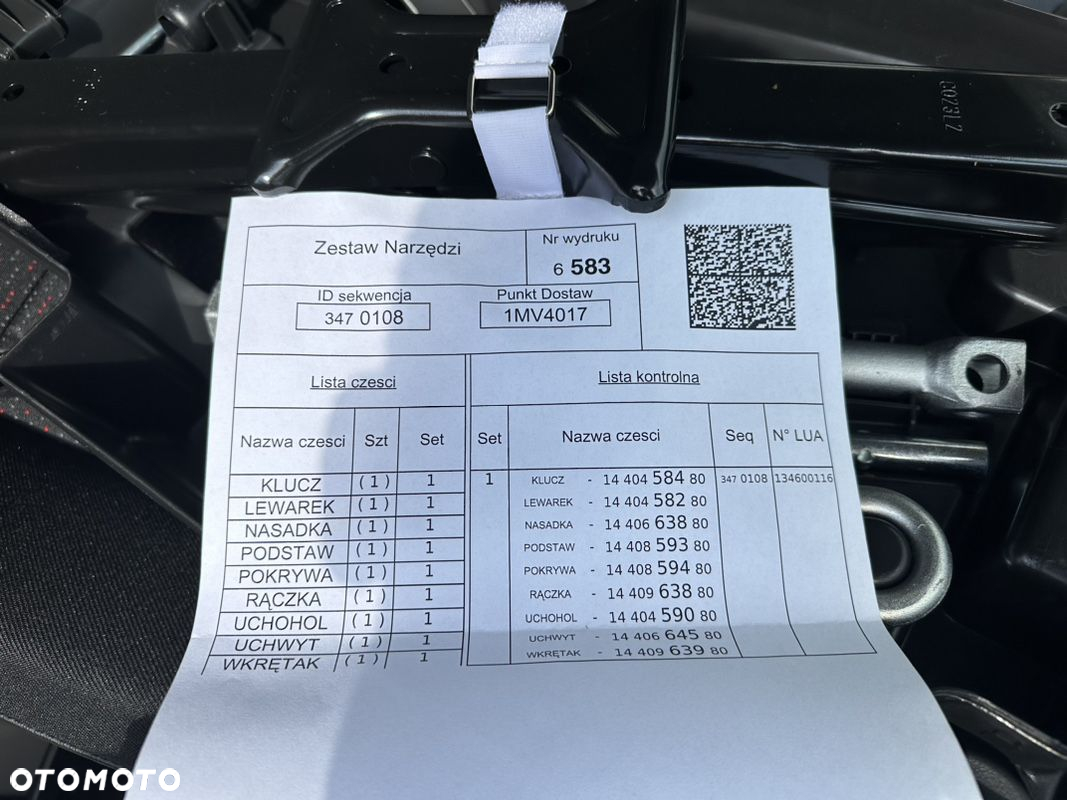 C023L2
Zestaw Narzędzi
Nr wydruku
6 583
ID sekwencja
347 0108
Punkt Dostaw
1MV4017
Lista czesci
Lista kontrolna
Nazwa czesci Szt Set
Set Nazwa czesci Seq N° LUA
KLUCZ (1) 1
1 KLUCZ - 14 404 584 80 347 0108 134600116
LEWAREK (1) 1
LEWAREK - 14 404 582 80
NASADKA (1) 1
NASADKA - 14 406 638 80
PODSTAW (1) 1
PODSTAW - 14 408 593 80
POKRYWA (1) 1
POKRYWA - 14 408 594 80
RĄCZKA (1) 1
RĄCZKA - 14 409 638 80
UCHOHOL (1) 1
UCHOHOL - 14 404 590 80
UCHWYT (1) 1
UCHWYT - 14 406 645 80
WKRĘTAK (1) 1
WKRĘTAK - 14 409 639 80
OTOMOTO